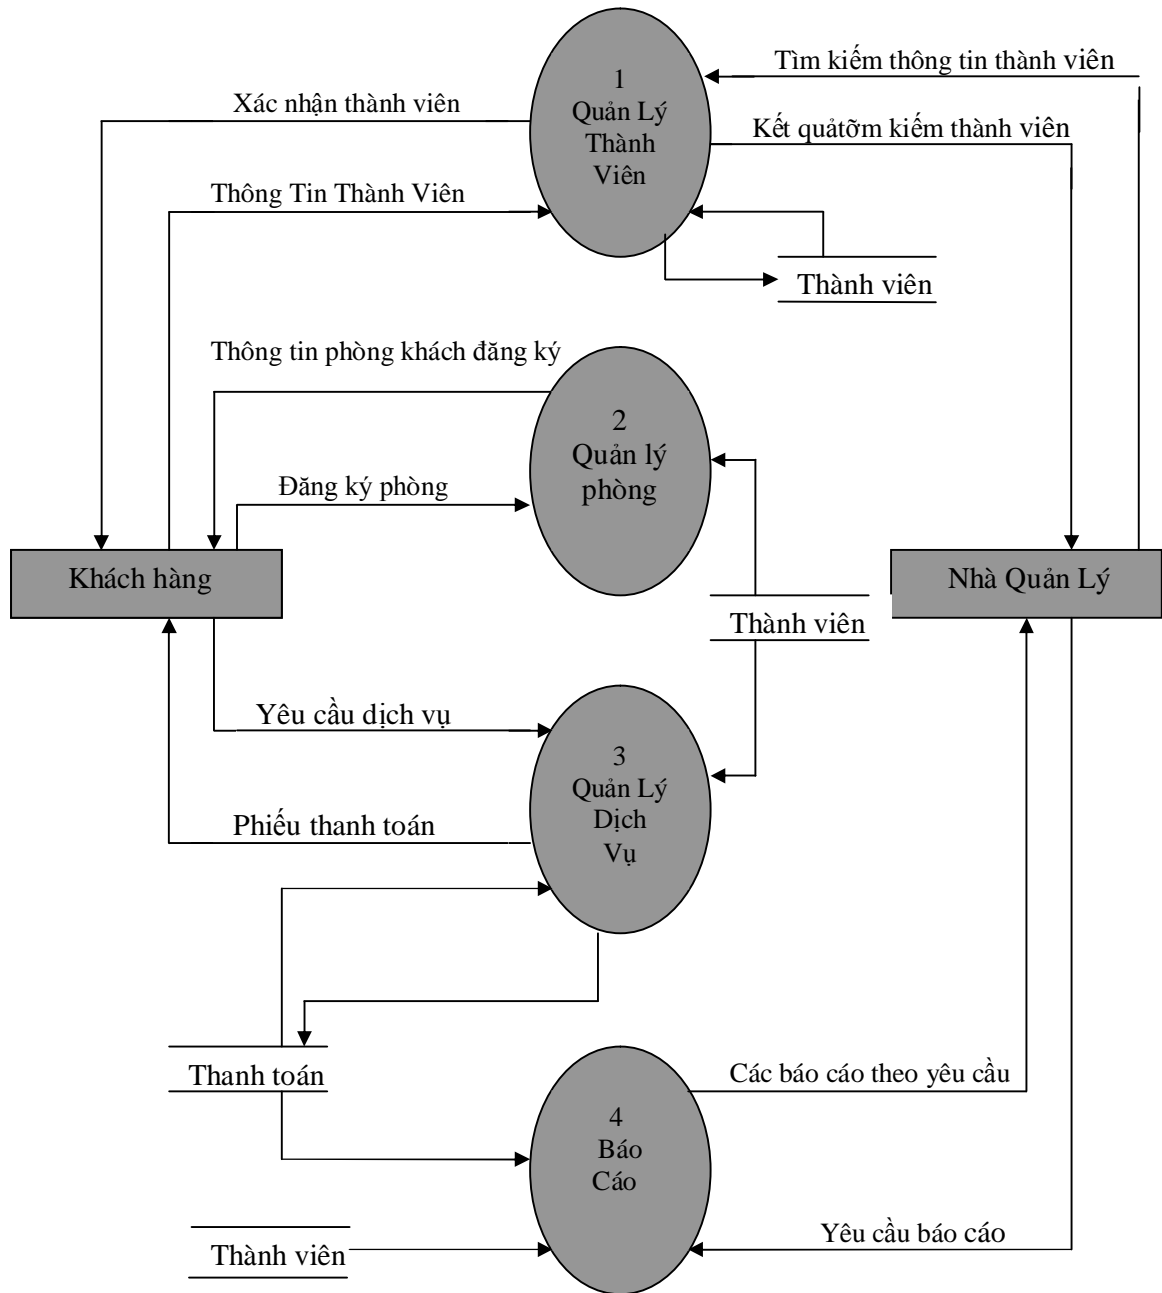 Tìm kiếm thông tin thành viên
1
Quản Lý
Thành
Viên
Xác nhận thành viên
Kết quảtỡm kiếm thành viên
Thông Tin Thành Viên
Thành viên
Thông tin phòng khách đăng ký
2
Quản lý
phòng
Đăng ký phòng
Khách hàng
Nhà Quản Lý
Thành viên
Yêu cầu dịch vụ
3
Quản Lý
Dịch
Vụ
Phiếu thanh toán
Thanh toán
Các báo cáo theo yêu cầu
4
Báo
Cáo
Yêu cầu báo cáo
Thành viên